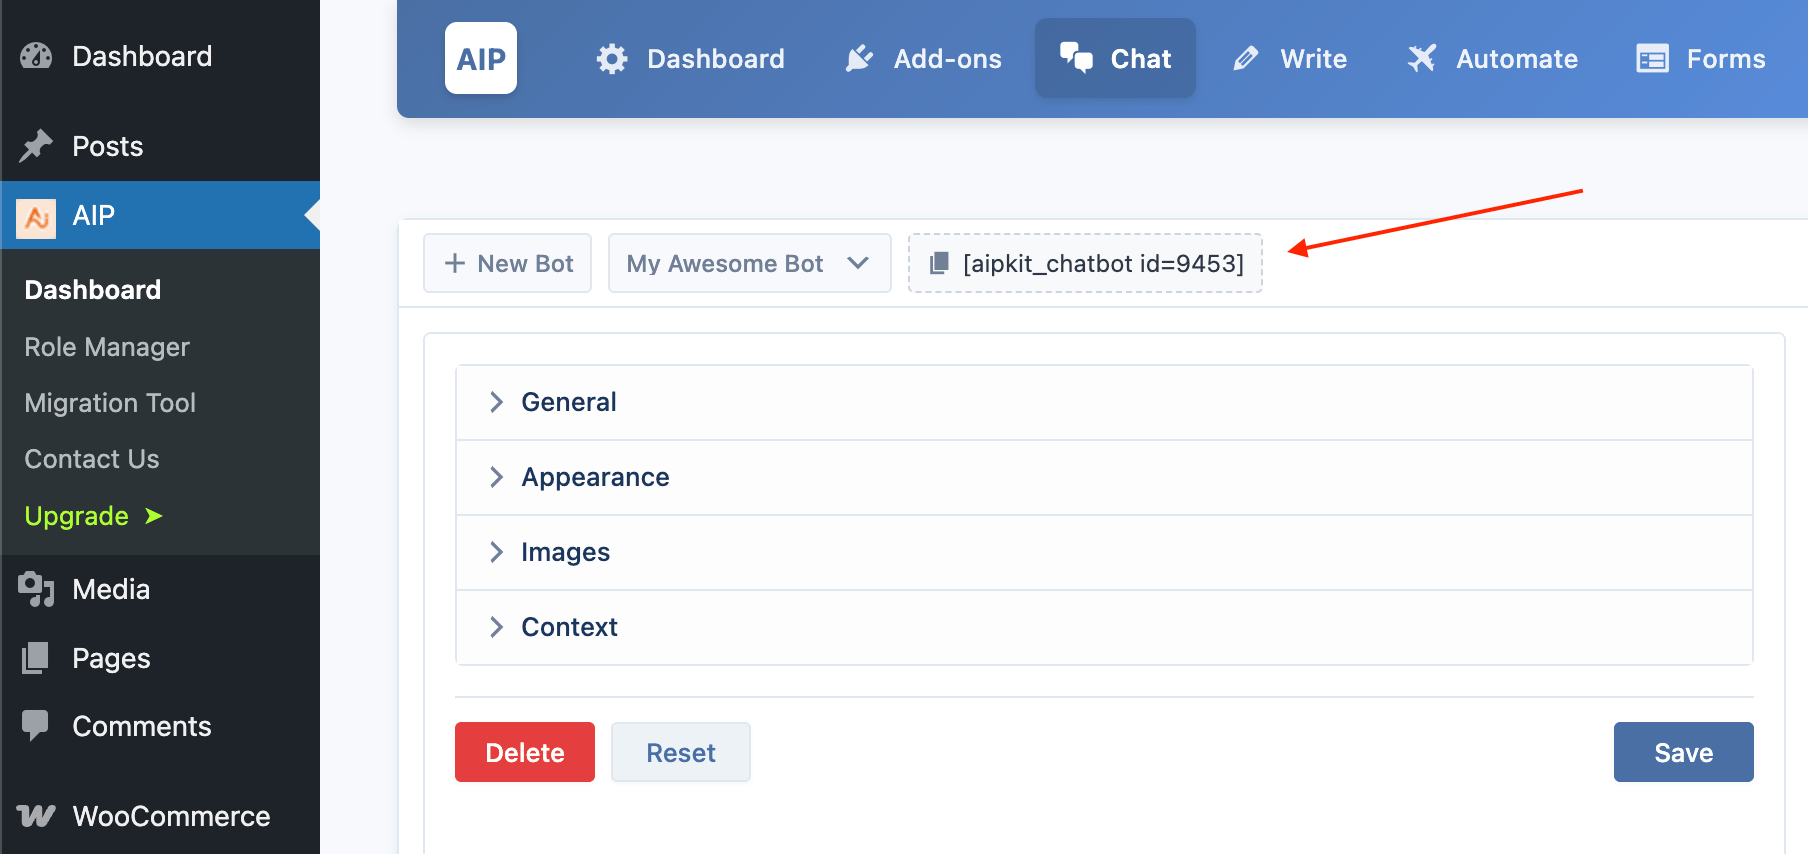 Dashboard
Posts
AIP
Dashboard
Role Manager
Migration Tool
Contact Us
Upgrade ➤
Media
Pages
Comments
WooCommerce
AIP Dashboard Add-ons Chat Write Automate Forms
+ New Bot My Awesome Bot [aipkit_chatbot id=9453]
General
Appearance
Images
Context
Delete Reset Save